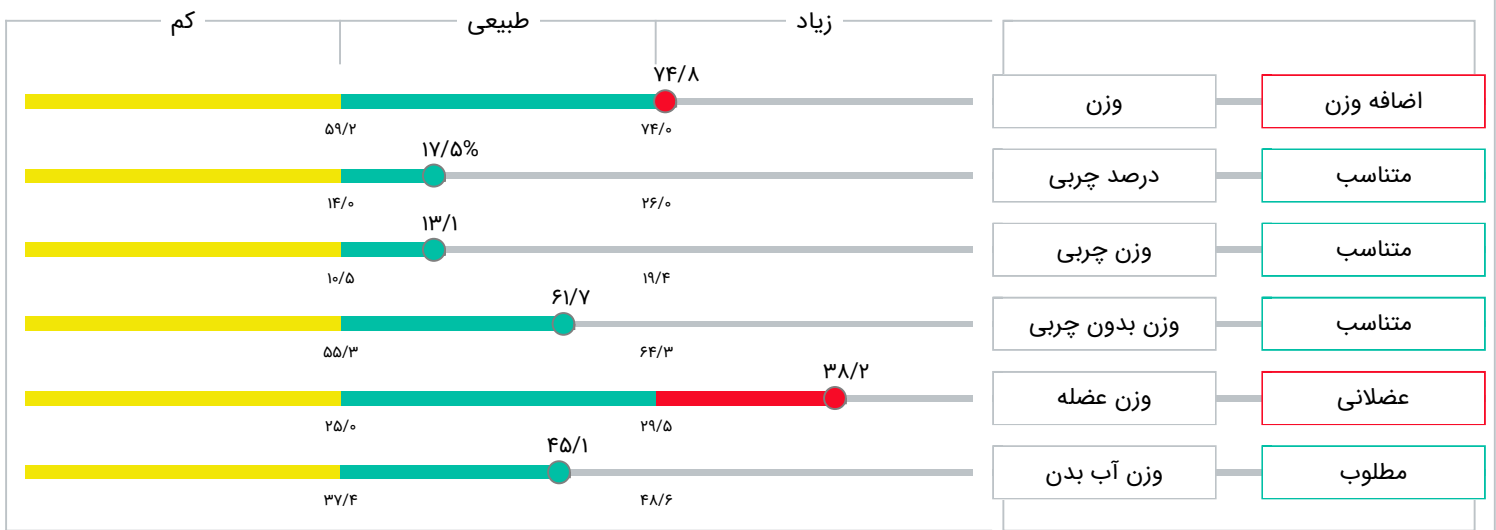 زیاد طبیعی کم
اضافه وزن وزن ۷۴/۸
۷۴/۰ ۵۹/۲
متناسب درصد چربی ۱۷/۵%
۲۶/۰ ۱۴/۰
متناسب وزن چربی ۱۳/۱
۱۹/۴ ۱۰/۵
متناسب وزن بدون چربی ۶۱/۷
۶۴/۳ ۵۵/۳
عضلانی وزن عضله ۳۸/۲
۲۹/۵ ۲۵/۰
مطلوب وزن آب بدن ۴۵/۱
۴۸/۶ ۳۷/۴